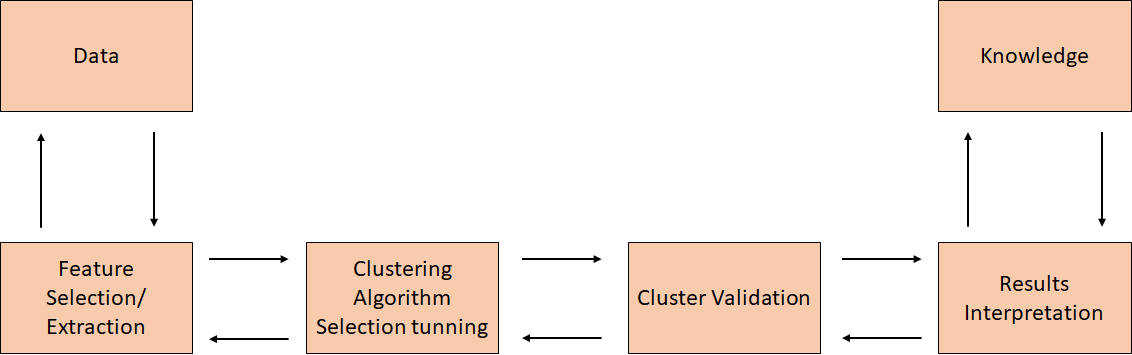 Data
Knowledge
Feature
Selection/
Extraction
Clustering
Algorithm
Selection tunning
Cluster Validation
Results
Interpretation